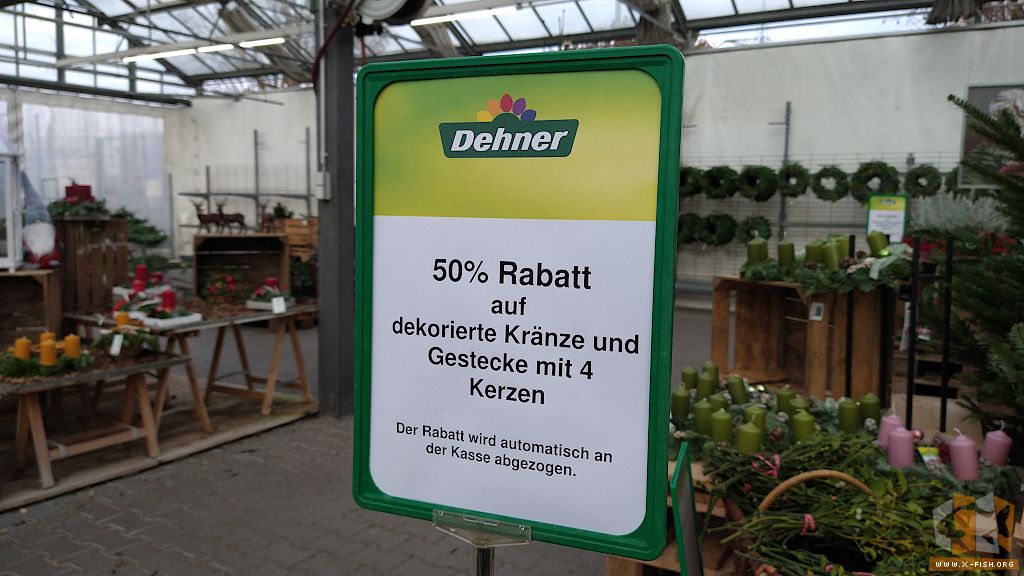 Dehner
50% Rabatt
auf
dekorierte Kränze und
Gestecke mit 4
Kerzen
Der Rabatt wird automatisch an
der Kasse abgezogen.
WWW.X-FISH.ORG